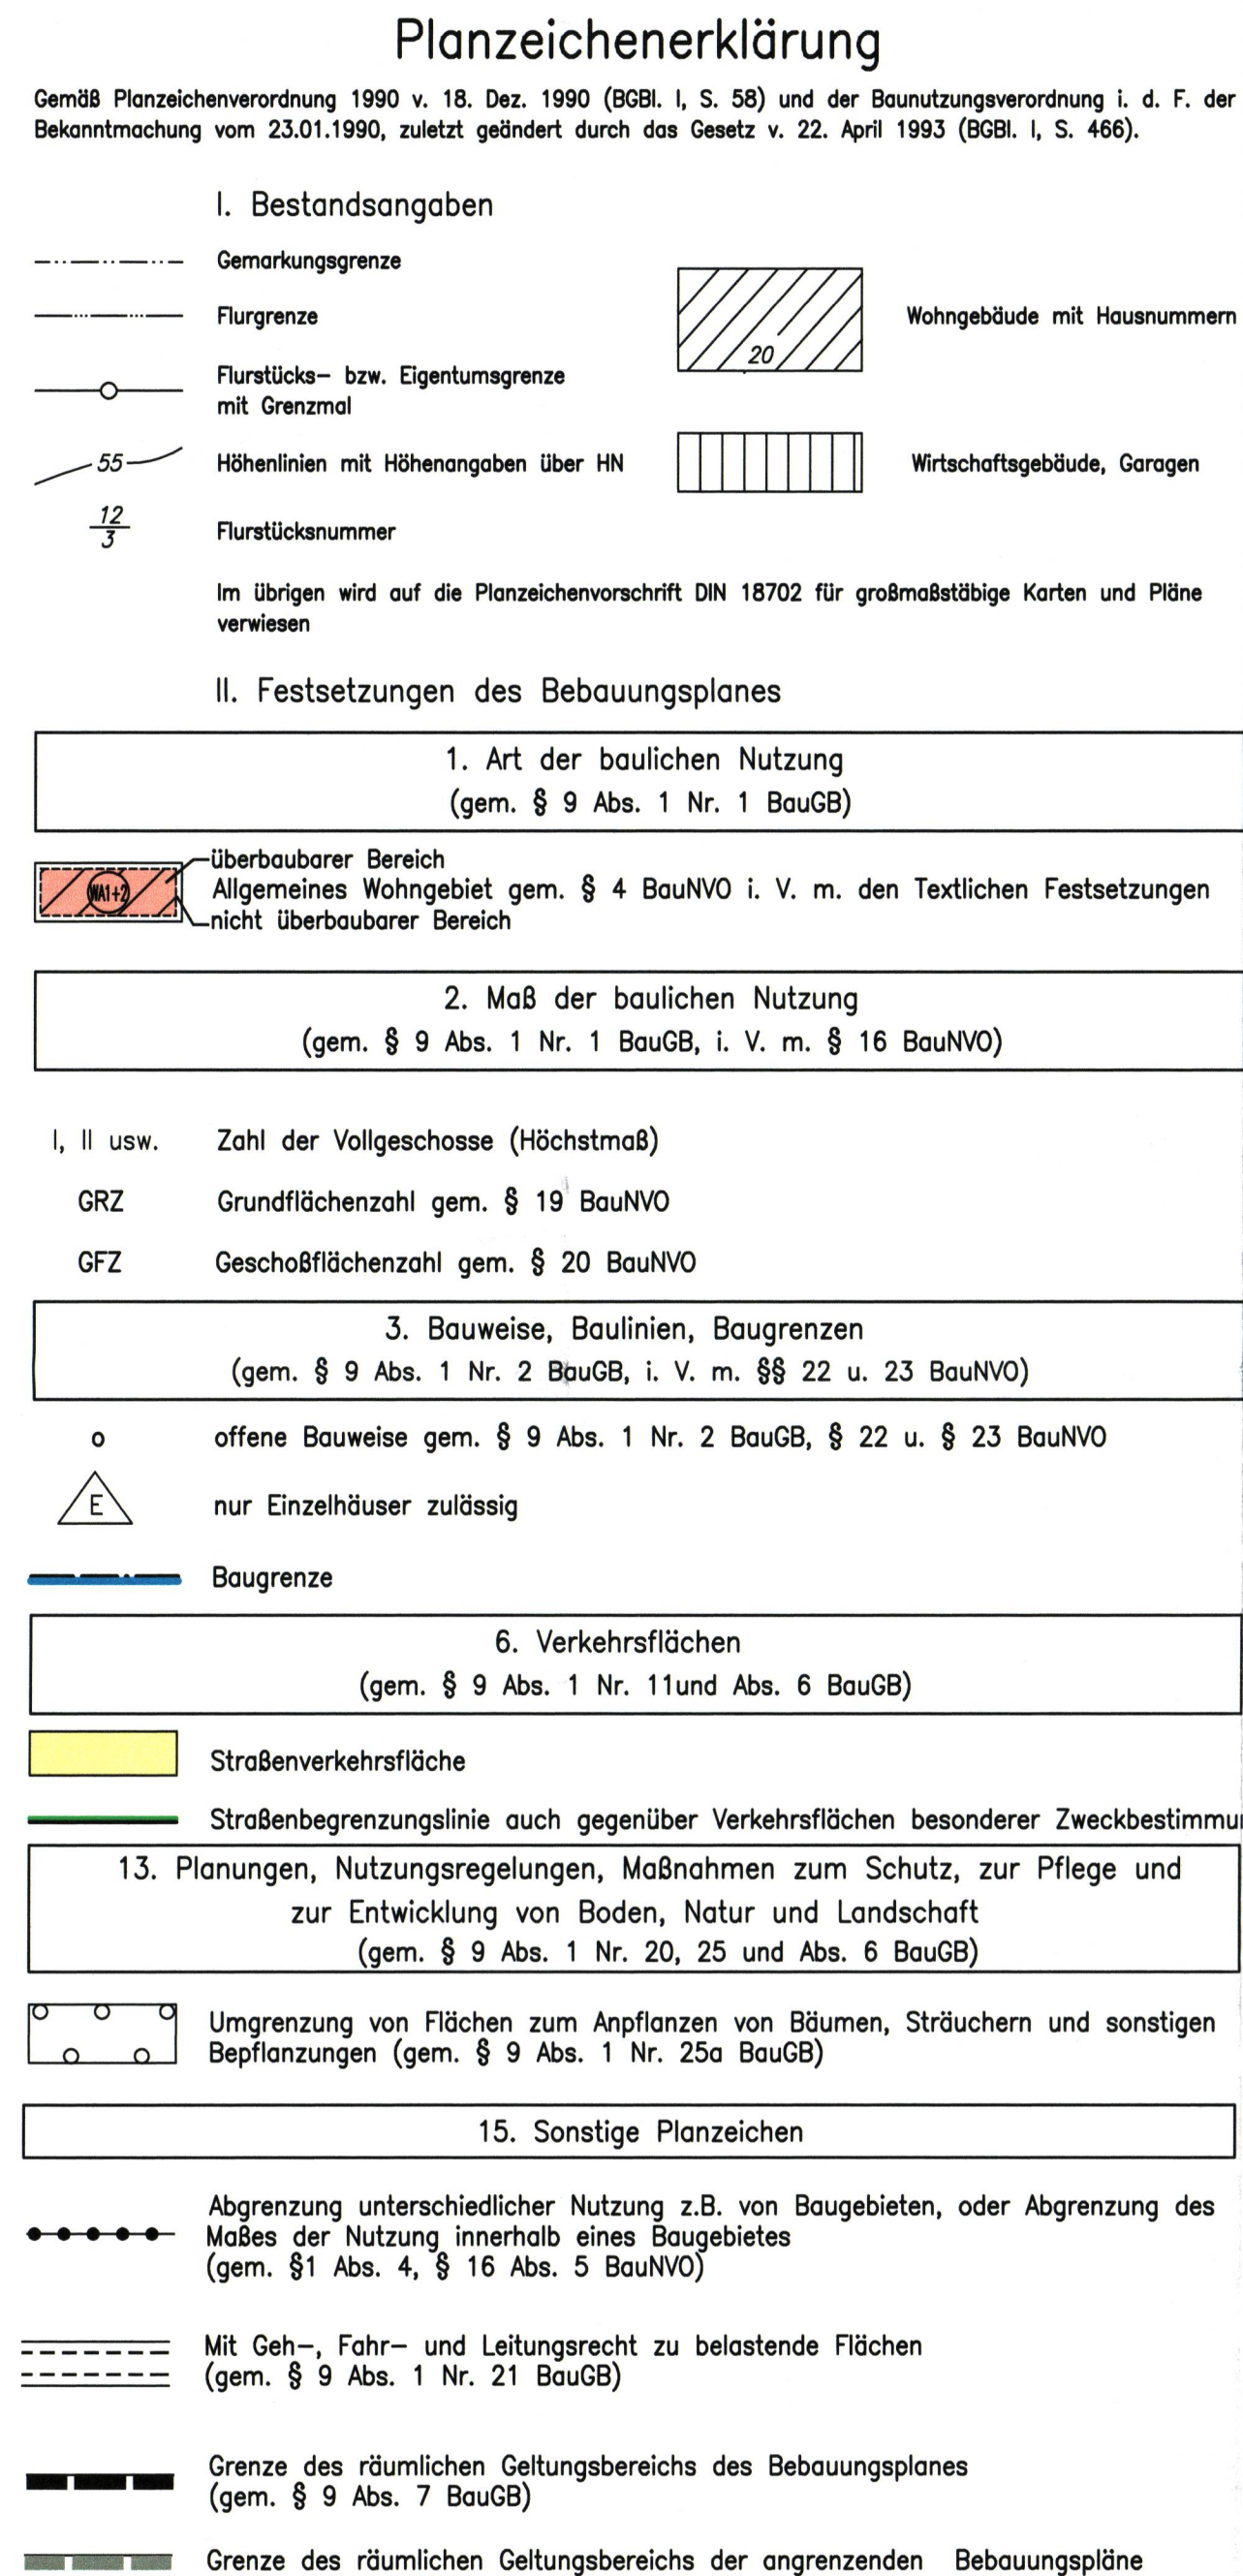 Planzeichenerklärung
Gemäß Planzeichenverordnung 1990 v. 18. Dez. 1990 (BGBl. I, S. 58) und der Baunutzungsverordnung i. d. F. der
Bekanntmachung vom 23.01.1990, zuletzt geändert durch das Gesetz v. 22. April 1993 (BGBl. I, S. 466).
I. Bestandsangaben
Gemarkungsgrenze
Flurgrenze
20
Wohngebäude mit Hausnummern
Flurstücks- bzw. Eigentumsgrenze
mit Grenzmal
55
Höhenlinien mit Höhenangaben über HN
Wirtschaftsgebäude, Garagen
12
3
Flurstücksnummer
Im übrigen wird auf die Planzeichenvorschrift DIN 18702 für großmaßstäbige Karten und Pläne
verwiesen
II. Festsetzungen des Bebauungsplanes
1. Art der baulichen Nutzung
(gem. § 9 Abs. 1 Nr. 1 BauGB)
überbaubarer Bereich
WA1+2
Allgemeines Wohngebiet gem. § 4 BauNVO i. V. m. den Textlichen Festsetzungen
nicht überbaubarer Bereich
2. Maß der baulichen Nutzung
(gem. § 9 Abs. 1 Nr. 1 BauGB, i. V. m. § 16 BauNVO)
I, II usw. Zahl der Vollgeschosse (Höchstmaß)
GRZ Grundflächenzahl gem. § 19 BauNVO
GFZ Geschoßflächenzahl gem. § 20 BauNVO
3. Bauweise, Baulinien, Baugrenzen
(gem. § 9 Abs. 1 Nr. 2 BauGB, i. V. m. §§ 22 u. 23 BauNVO)
o offene Bauweise gem. § 9 Abs. 1 Nr. 2 BauGB, § 22 u. § 23 BauNVO
E nur Einzelhäuser zulässig
Baugrenze
6. Verkehrsflächen
(gem. § 9 Abs. 1 Nr. 11und Abs. 6 BauGB)
Straßenverkehrsfläche
Straßenbegrenzungslinie auch gegenüber Verkehrsflächen besonderer
13. Planungen, Nutzungsregelungen, Maßnahmen zum Schutz, zur Pflege und
zur Entwicklung von Boden, Natur und Landschaft
(gem. § 9 Abs. 1 Nr. 20, 25 und Abs. 6 BauGB)
Umgrenzung von Flächen zum Anpflanzen von Bäumen, Sträuchern und sonstigen
Bepflanzungen (gem. § 9 Abs. 1 Nr. 25a BauGB)
15. Sonstige Planzeichen
Abgrenzung unterschiedlicher Nutzung z.B. von Baugebieten, oder Abgrenzung des
Maßes der Nutzung innerhalb eines Baugebietes
(gem. §1 Abs. 4, § 16 Abs. 5 BauNVO)
Mit Geh-, Fahr- und Leitungsrecht zu belastende Flächen
(gem. § 9 Abs. 1 Nr. 21 BauGB)
Grenze des räumlichen Geltungsbereichs des Bebauungsplanes
(gem. § 9 Abs. 7 BauGB)
Grenze des räumlichen Geltungsbereichs der angrenzenden Bebauungspläne